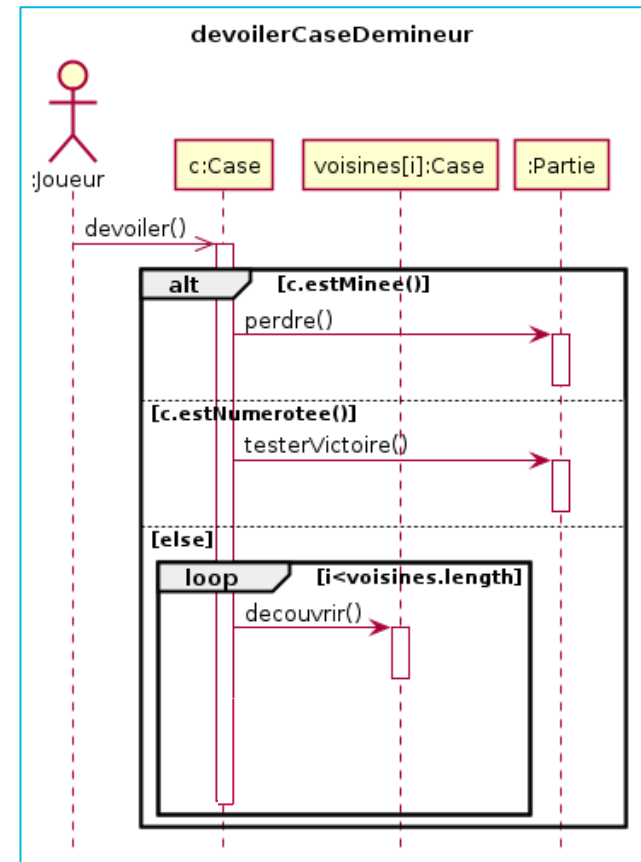 devoilerCaseDemineur
:Joueur
c:Case
voisines[i]:Case
:Partie
devoiler()
alt
[c.estMinee()]
perdre()
[c.estNumerotee()]
testerVictoire()
[else]
loop
[i<voisines.length]
decouvrir()